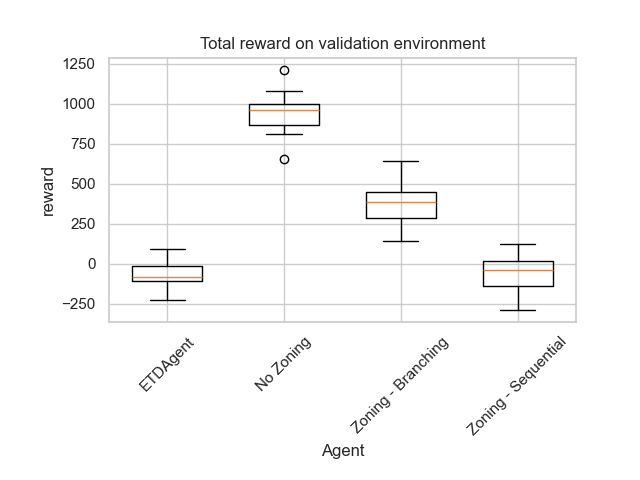 Total reward on validation environment
1250
1000
750
500
250
0
−250
reward
ETDAgent
No Zoning
Zoning - Branching
Zoning - Sequential
Agent